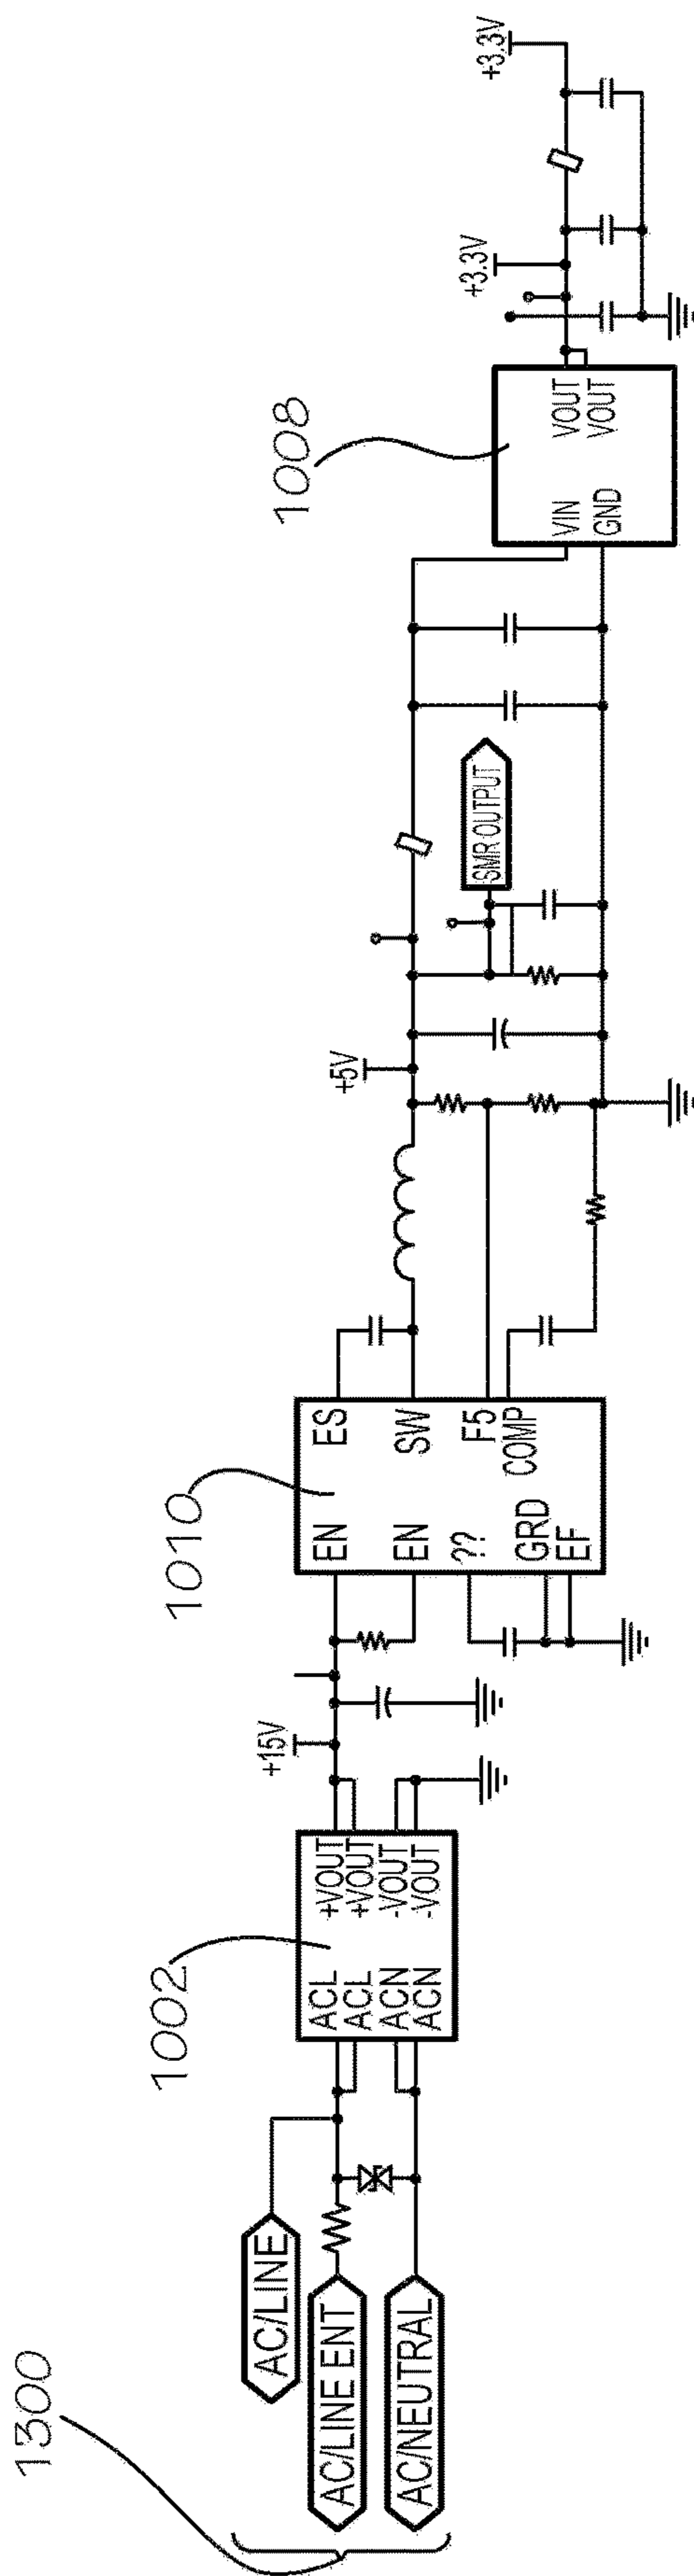 1300
AC/LINE
AC/LINE ENT
AC/NEUTRAL
1002
ACL
ACL
ACN
ACN
+VOUT
+VOUT
-VOUT
-VOUT
+15V
1010
EN
EN
??
GRD
EF
ES
SW
F5
COMP
+5V
SMR OUTPUT
1008
VIN
GND
VOUT
VOUT
+3.3V
+3.3V